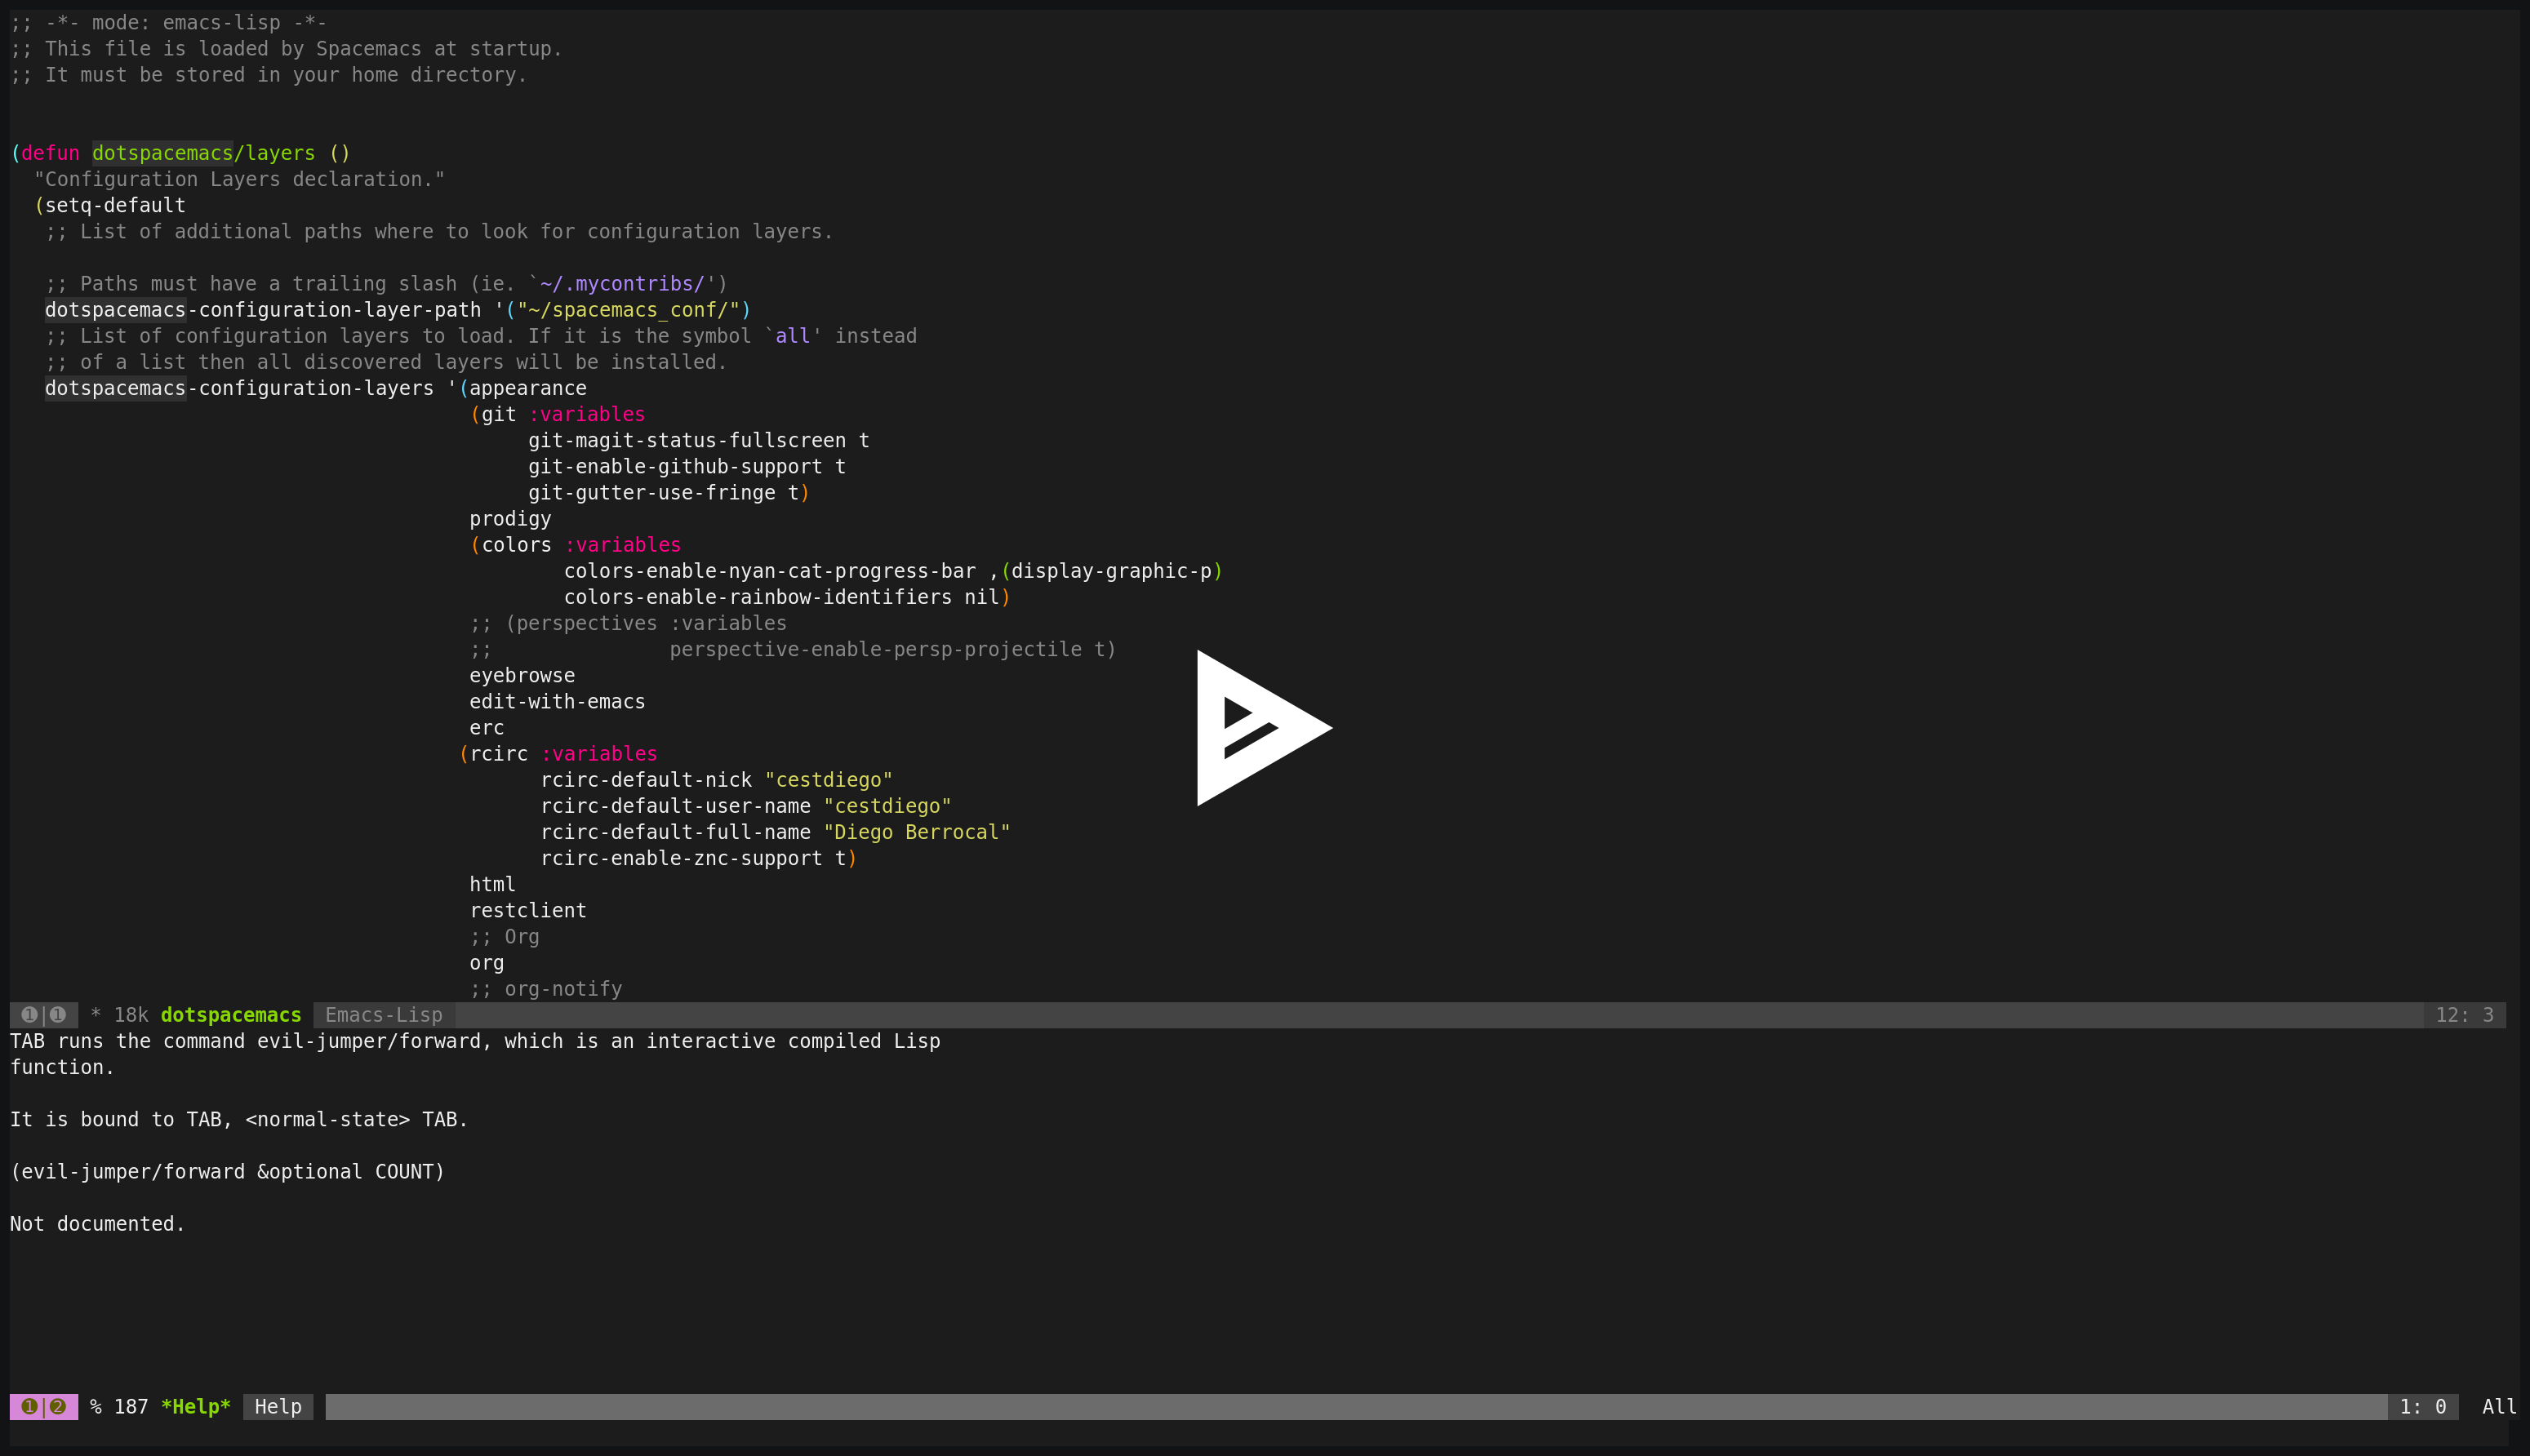 ;; -*- mode: emacs-lisp -*-
;; This file is loaded by Spacemacs at startup.
;; It must be stored in your home directory.
(defun dotspacemacs/layers ()
  "Configuration Layers declaration."
  (setq-default
   ;; List of additional paths where to look for configuration layers.
   ;; Paths must have a trailing slash (ie. `~/.mycontribs/')
   dotspacemacs-configuration-layer-path '("~/spacemacs_conf/")
   ;; List of configuration layers to load. If it is the symbol `all' instead
   ;; of a list then all discovered layers will be installed.
   dotspacemacs-configuration-layers '(appearance
                                       (git :variables
                                            git-magit-status-fullscreen t
                                            git-enable-github-support t
                                            git-gutter-use-fringe t)
                                       prodigy
                                       (colors :variables
                                               colors-enable-nyan-cat-progress-bar ,(display-graphic-p)
                                               colors-enable-rainbow-identifiers nil)
                                       ;; (perspectives :variables
                                       ;;               perspective-enable-persp-projectile t)
                                       eyebrowse
                                       edit-with-emacs
                                       erc
                                      (rcirc :variables
                                             rcirc-default-nick "cestdiego"
                                             rcirc-default-user-name "cestdiego"
                                             rcirc-default-full-name "Diego Berrocal"
                                             rcirc-enable-znc-support t)
                                       html
                                       restclient
                                       ;; Org
                                       org
                                       ;; org-notify
❶|❶ * 18k dotspacemacs Emacs-Lisp 12: 3
TAB runs the command evil-jumper/forward, which is an interactive compiled Lisp
function.
It is bound to TAB, <normal-state> TAB.
(evil-jumper/forward &optional COUNT)
Not documented.
❶|❷ % 187 *Help* Help 1: 0 All